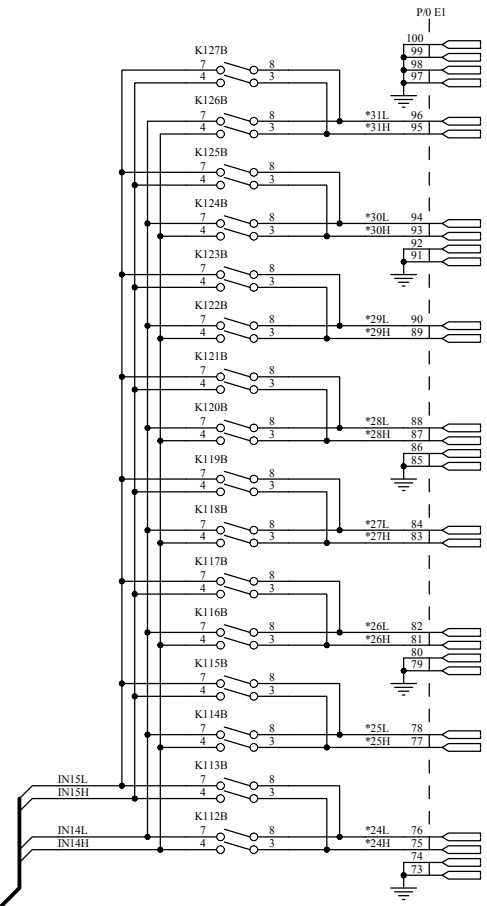 P/0 E1
100
99
K127B
98
7 8
97
4 3
K126B
7 8 *31L 96
4 3 *31H 95
K125B
7 8
4 3
K124B
7 8 *30L 94
4 3 *30H 93
92
K123B
91
7 8
4 3
K122B
7 8 *29L 90
4 3 *29H 89
K121B
7 8
4 3
K120B
7 8 *28L 88
4 3 *28H 87
86
K119B
85
7 8
4 3
K118B
7 8 *27L 84
4 3 *27H 83
K117B
7 8
4 3
K116B
7 8 *26L 82
4 3 *26H 81
80
K115B
79
7 8
4 3
K114B
7 8 *25L 78
4 3 *25H 77
K113B
IN15L 7 8
IN15H 4 3
K112B
IN14L 7 8 *24L 76
IN14H 4 3 *24H 75
74
73